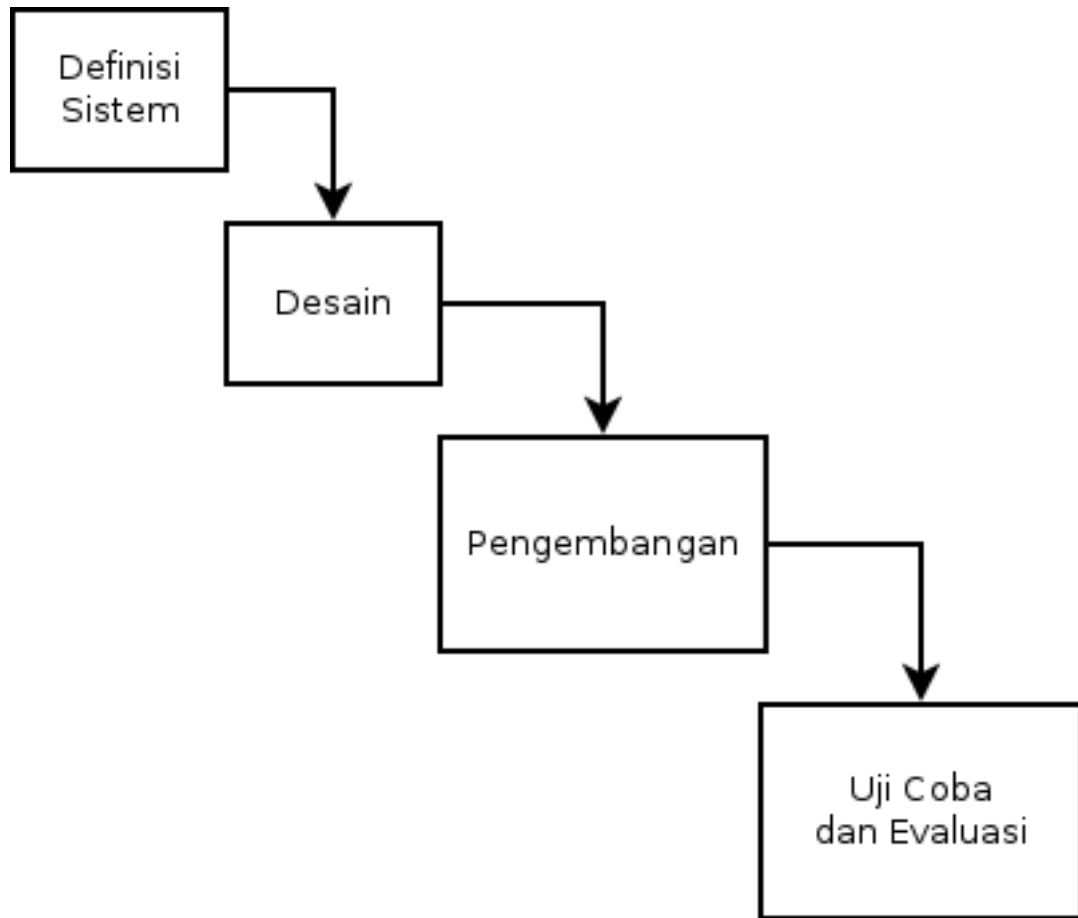 Definisi
Sistem
Desain
Pengembangan
Uji Coba
dan Evaluasi